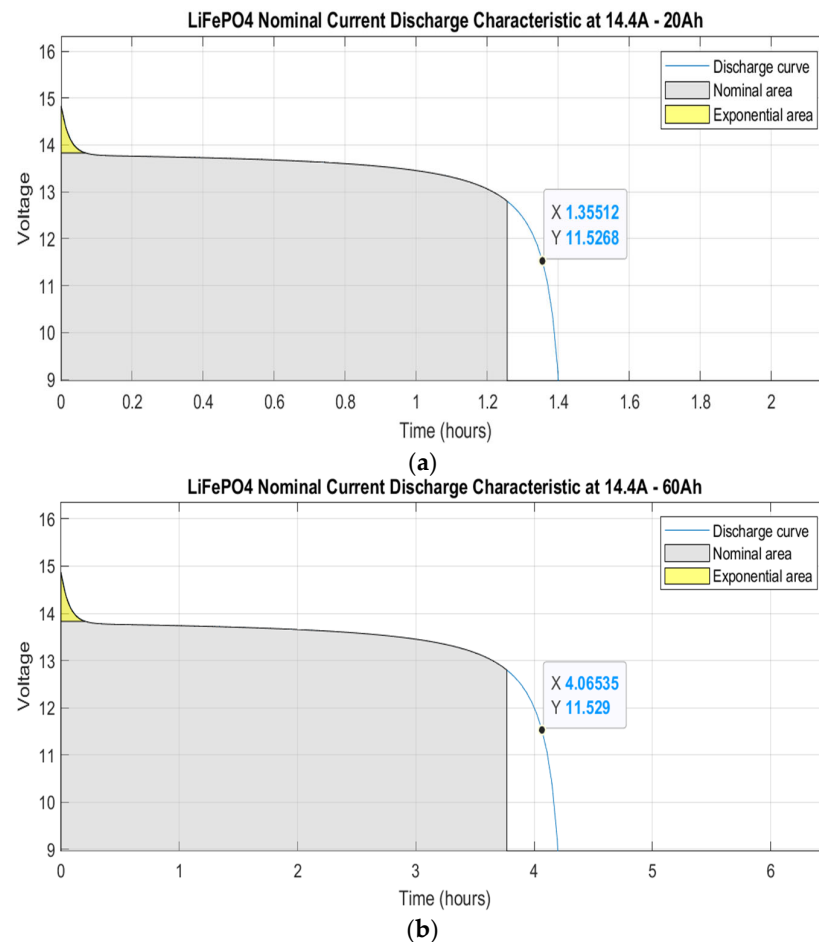 LiFePO4 Nominal Current Discharge Characteristic at 14.4A - 20Ah
16
15
14
13
12
11
10
9
Voltage
Discharge curve
Nominal area
Exponential area
X 1.35512
Y 11.5268
0 0.2 0.4 0.6 0.8 1 1.2 1.4 1.6 1.8 2
Time (hours)
(a)
LiFePO4 Nominal Current Discharge Characteristic at 14.4A - 60Ah
16
15
14
13
12
11
10
9
Voltage
Discharge curve
Nominal area
Exponential area
X 4.06535
Y 11.529
0 1 2 3 4 5 6
Time (hours)
(b)